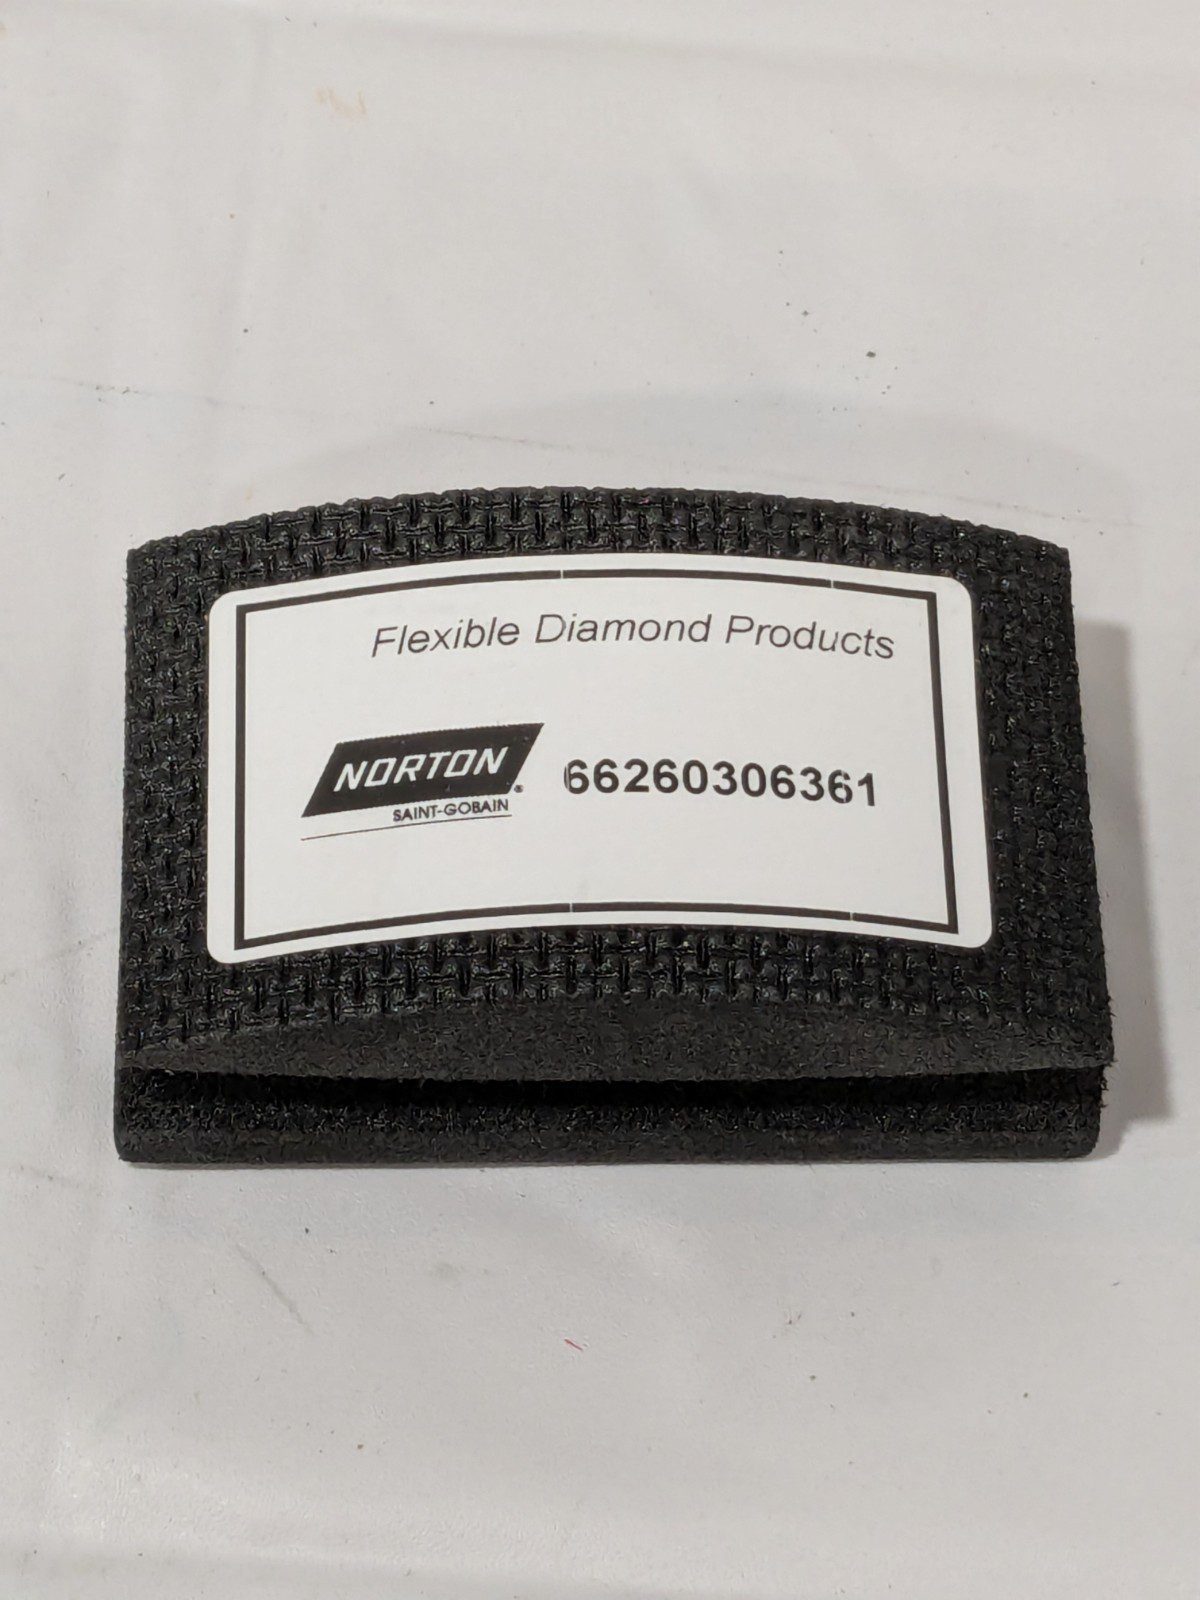 Flexible Diamond Products
NORTON
SAINT-GOBAIN
66260306361